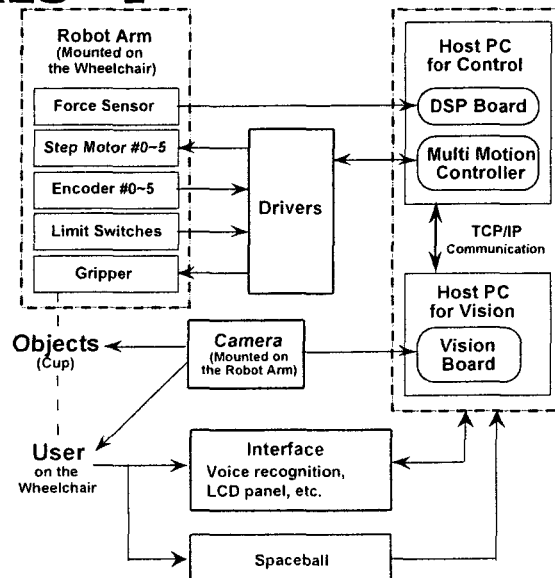 Robot Arm
(Mounted on
the Wheelchair)
Force Sensor
Step Motor #0~5
Encoder #0~5
Limit Switches
Gripper
Drivers
Host PC
for Control
DSP Board
Multi Motion
Controller
TCP/IP
Communication
Host PC
for Vision
Vision
Board
Objects
(Cup)
Camera
(Mounted on
the Robot Arm)
User
on the
Wheelchair
Interface
Voice recognition,
LCD panel, etc.
Spaceball